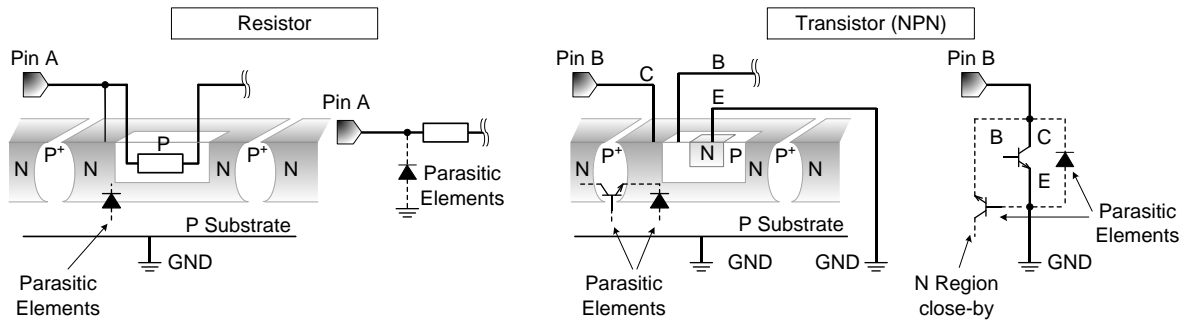 Resistor
Transistor (NPN)
Pin A
Pin B
Pin B
C
B
E
Pin A
N
P+
N
P
P+
N
N
P+
N
N
P
P+
N
B
C
E
Parasitic
Elements
P Substrate
P Substrate
Parasitic
Elements
GND
GND
GND
GND
Parasitic
Elements
Parasitic
Elements
N Region
close-by